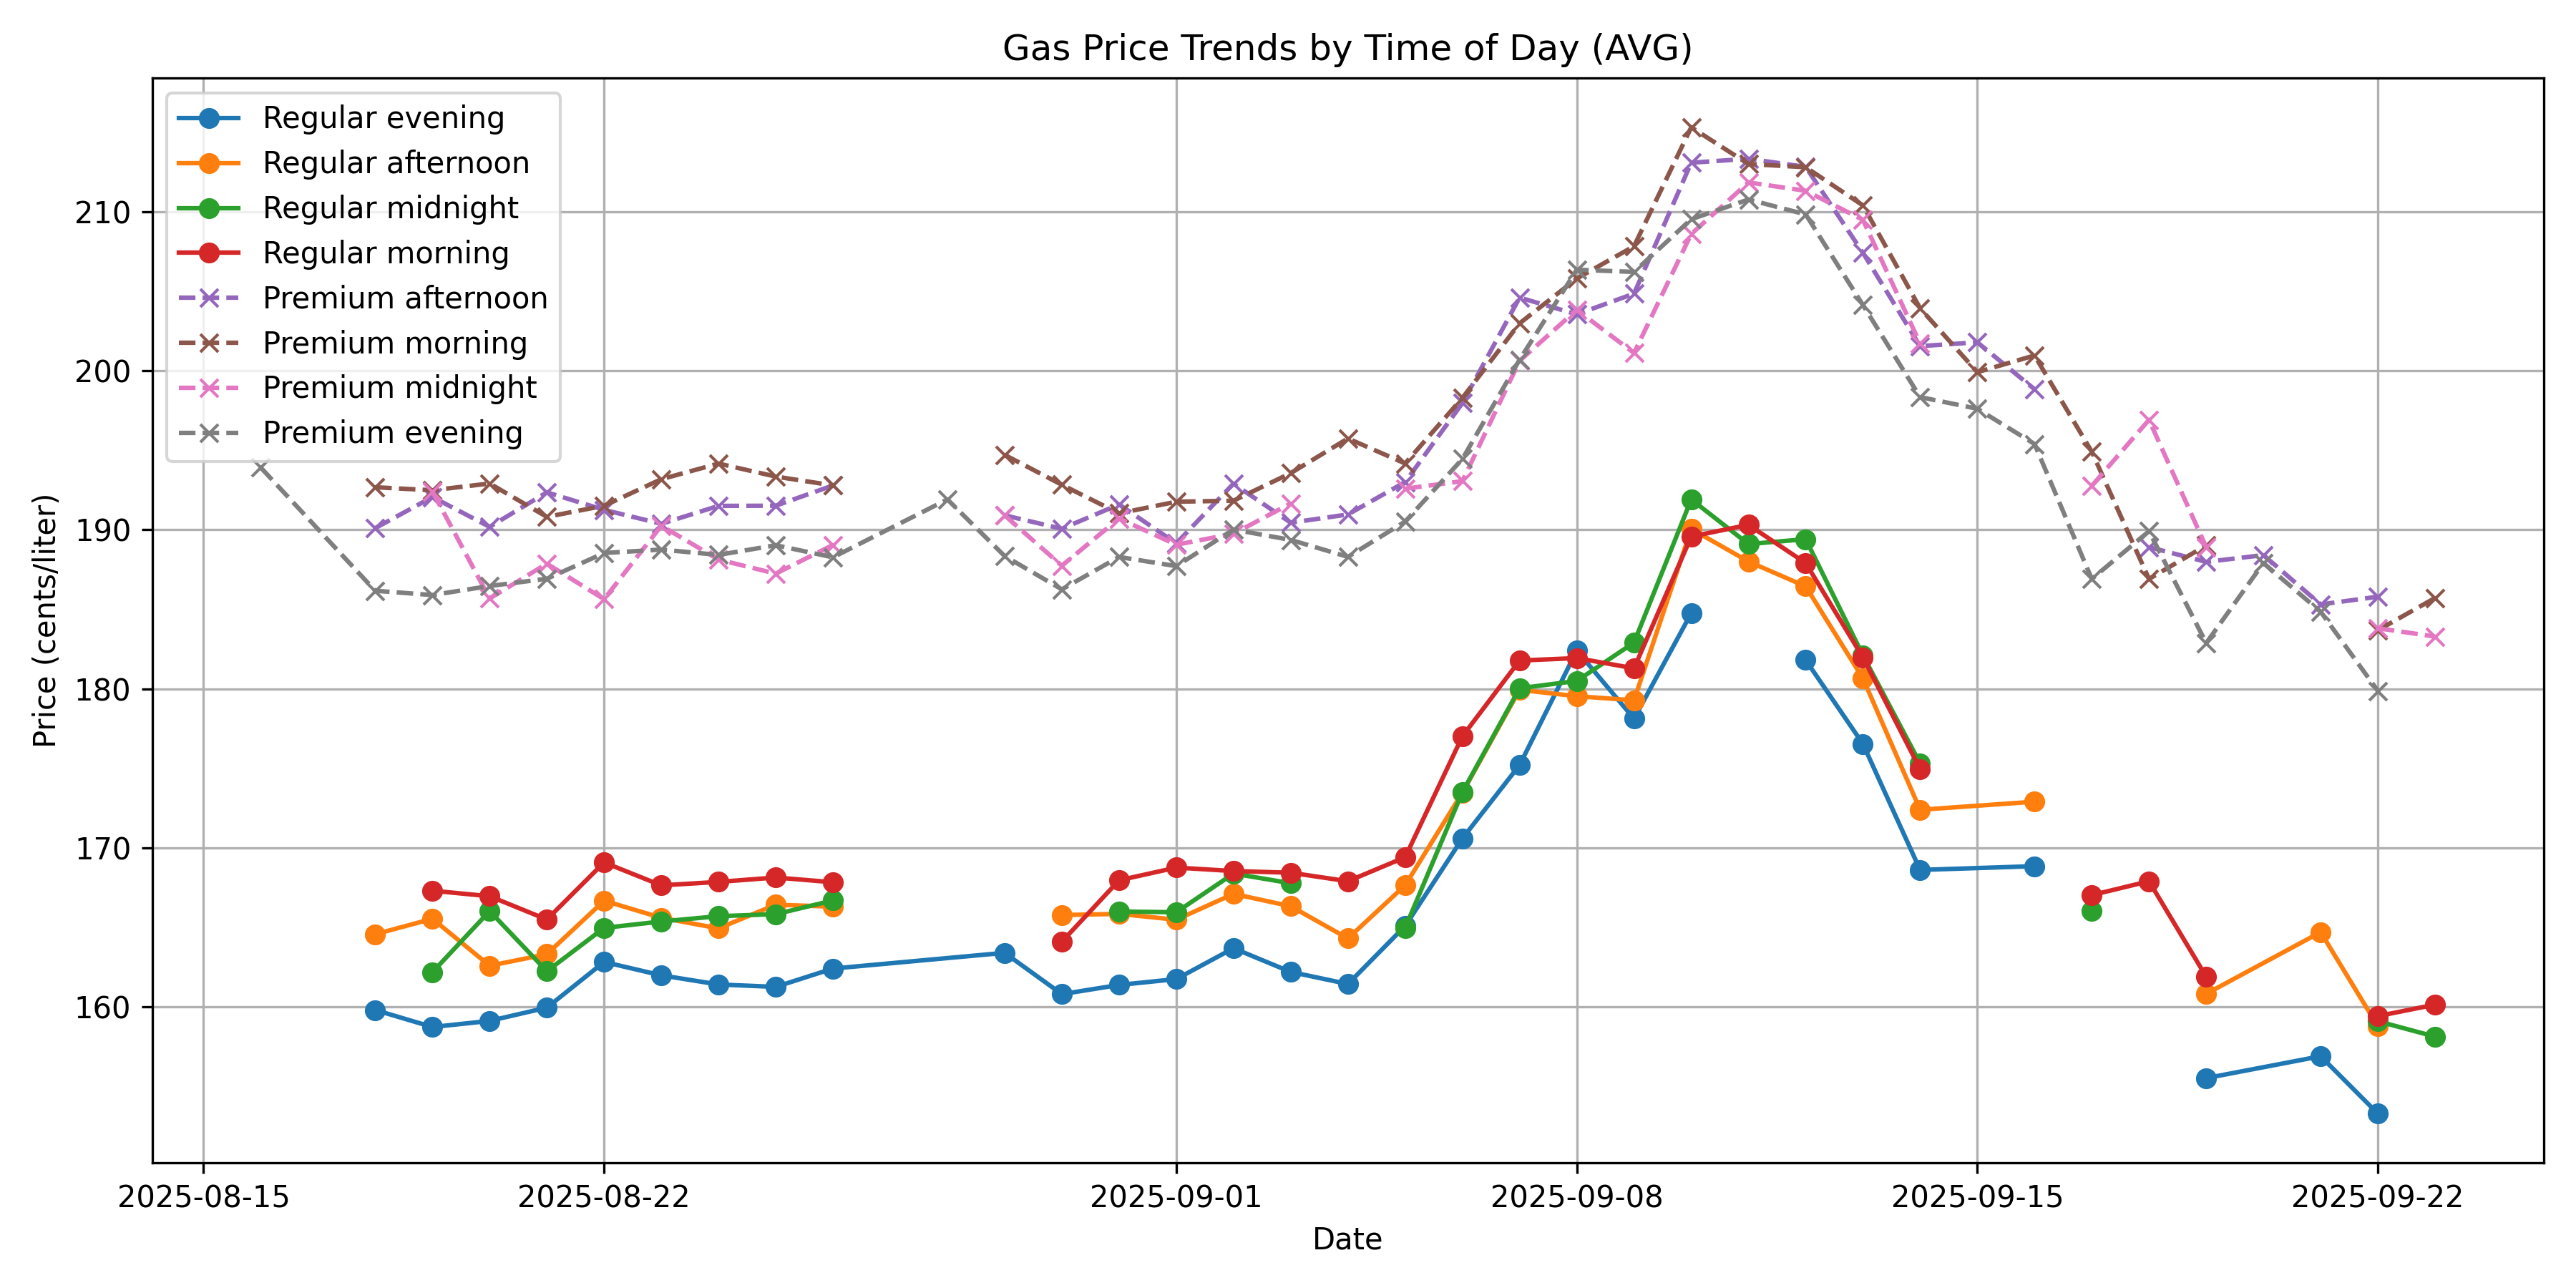 Gas Price Trends by Time of Day (AVG)
Regular evening
Regular afternoon
Regular midnight
Regular morning
Premium afternoon
Premium morning
Premium midnight
Premium evening
210
200
190
180
170
160
Price (cents/liter)
2025-08-15
2025-08-22
2025-09-01
2025-09-08
2025-09-15
2025-09-22
Date